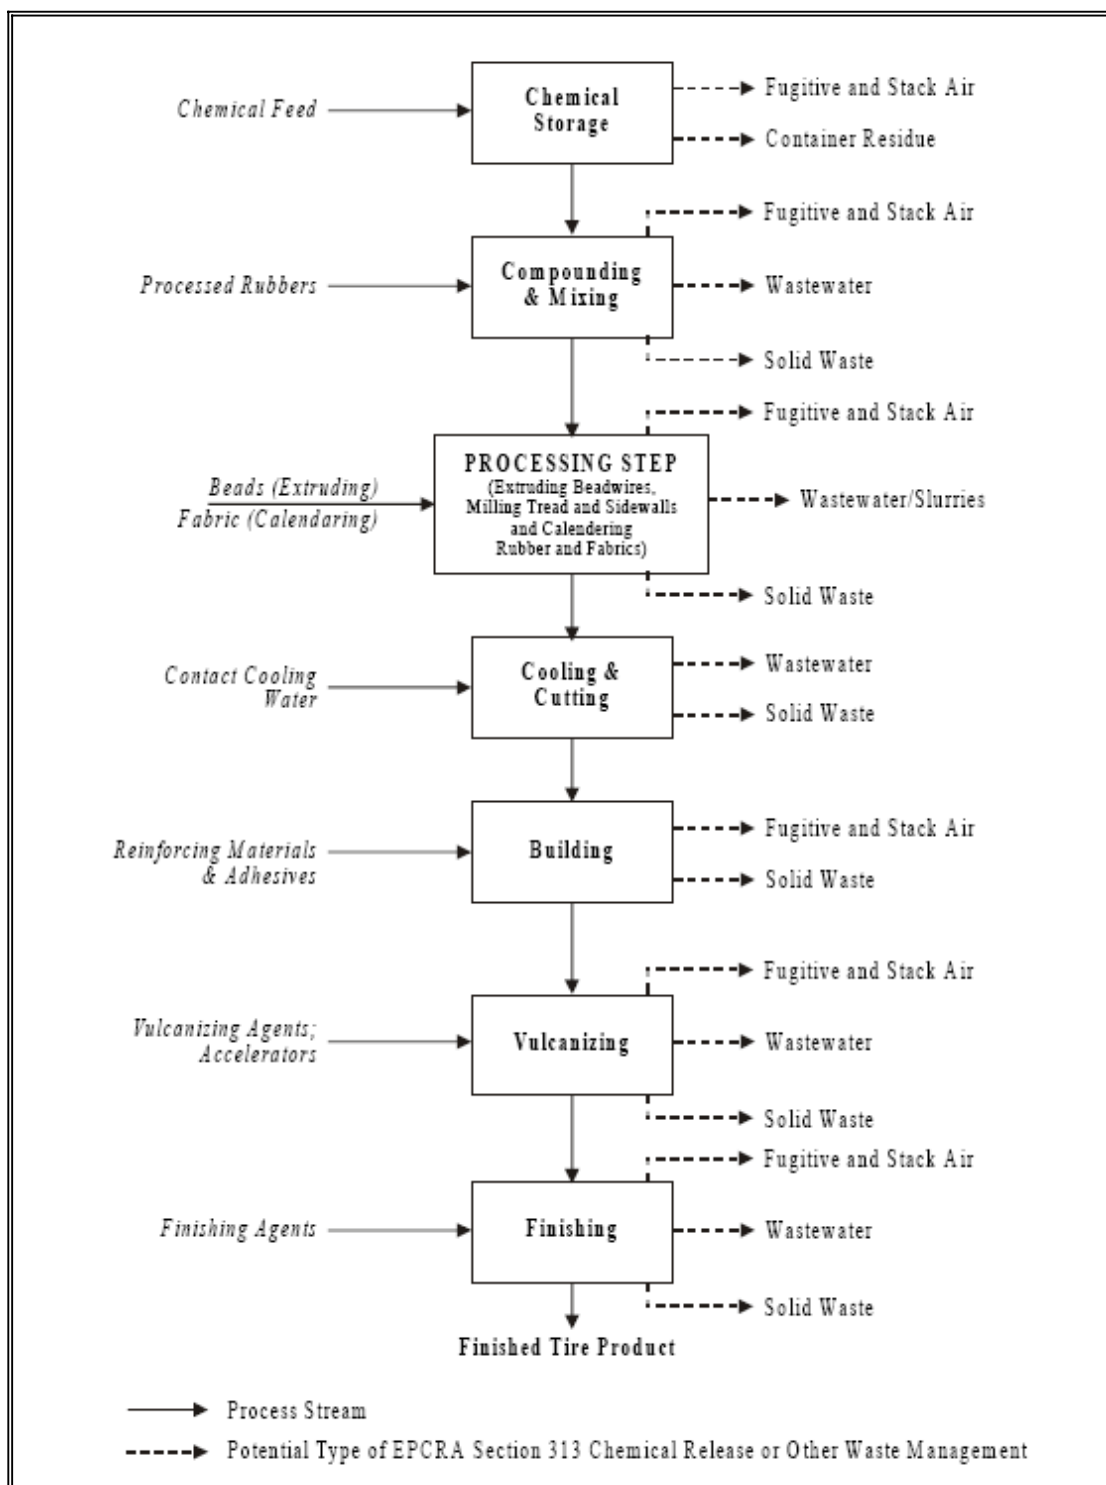 Chemical Feed
Chemical
Storage
Fugitive and Stack Air
Container Residue
Processed Rubbers
Compounding
& Mixing
Fugitive and Stack Air
Wastewater
Solid Waste
Beads (Extruding)
Fabric (Calendaring)
PROCESSING STEP
(Extruding Beadwires,
Milling Tread and Sidewalls
and Calendering
Rubber and Fabrics)
Fugitive and Stack Air
Wastewater/Slurries
Solid Waste
Contact Cooling
Water
Cooling &
Cutting
Wastewater
Solid Waste
Reinforcing Materials
& Adhesives
Building
Fugitive and Stack Air
Solid Waste
Vulcanizing Agents;
Accelerators
Vulcanizing
Fugitive and Stack Air
Wastewater
Solid Waste
Finishing Agents
Finishing
Fugitive and Stack Air
Wastewater
Solid Waste
Finished Tire Product
Process Stream
Potential Type of EPCRA Section 313 Chemical Release or Other Waste Management